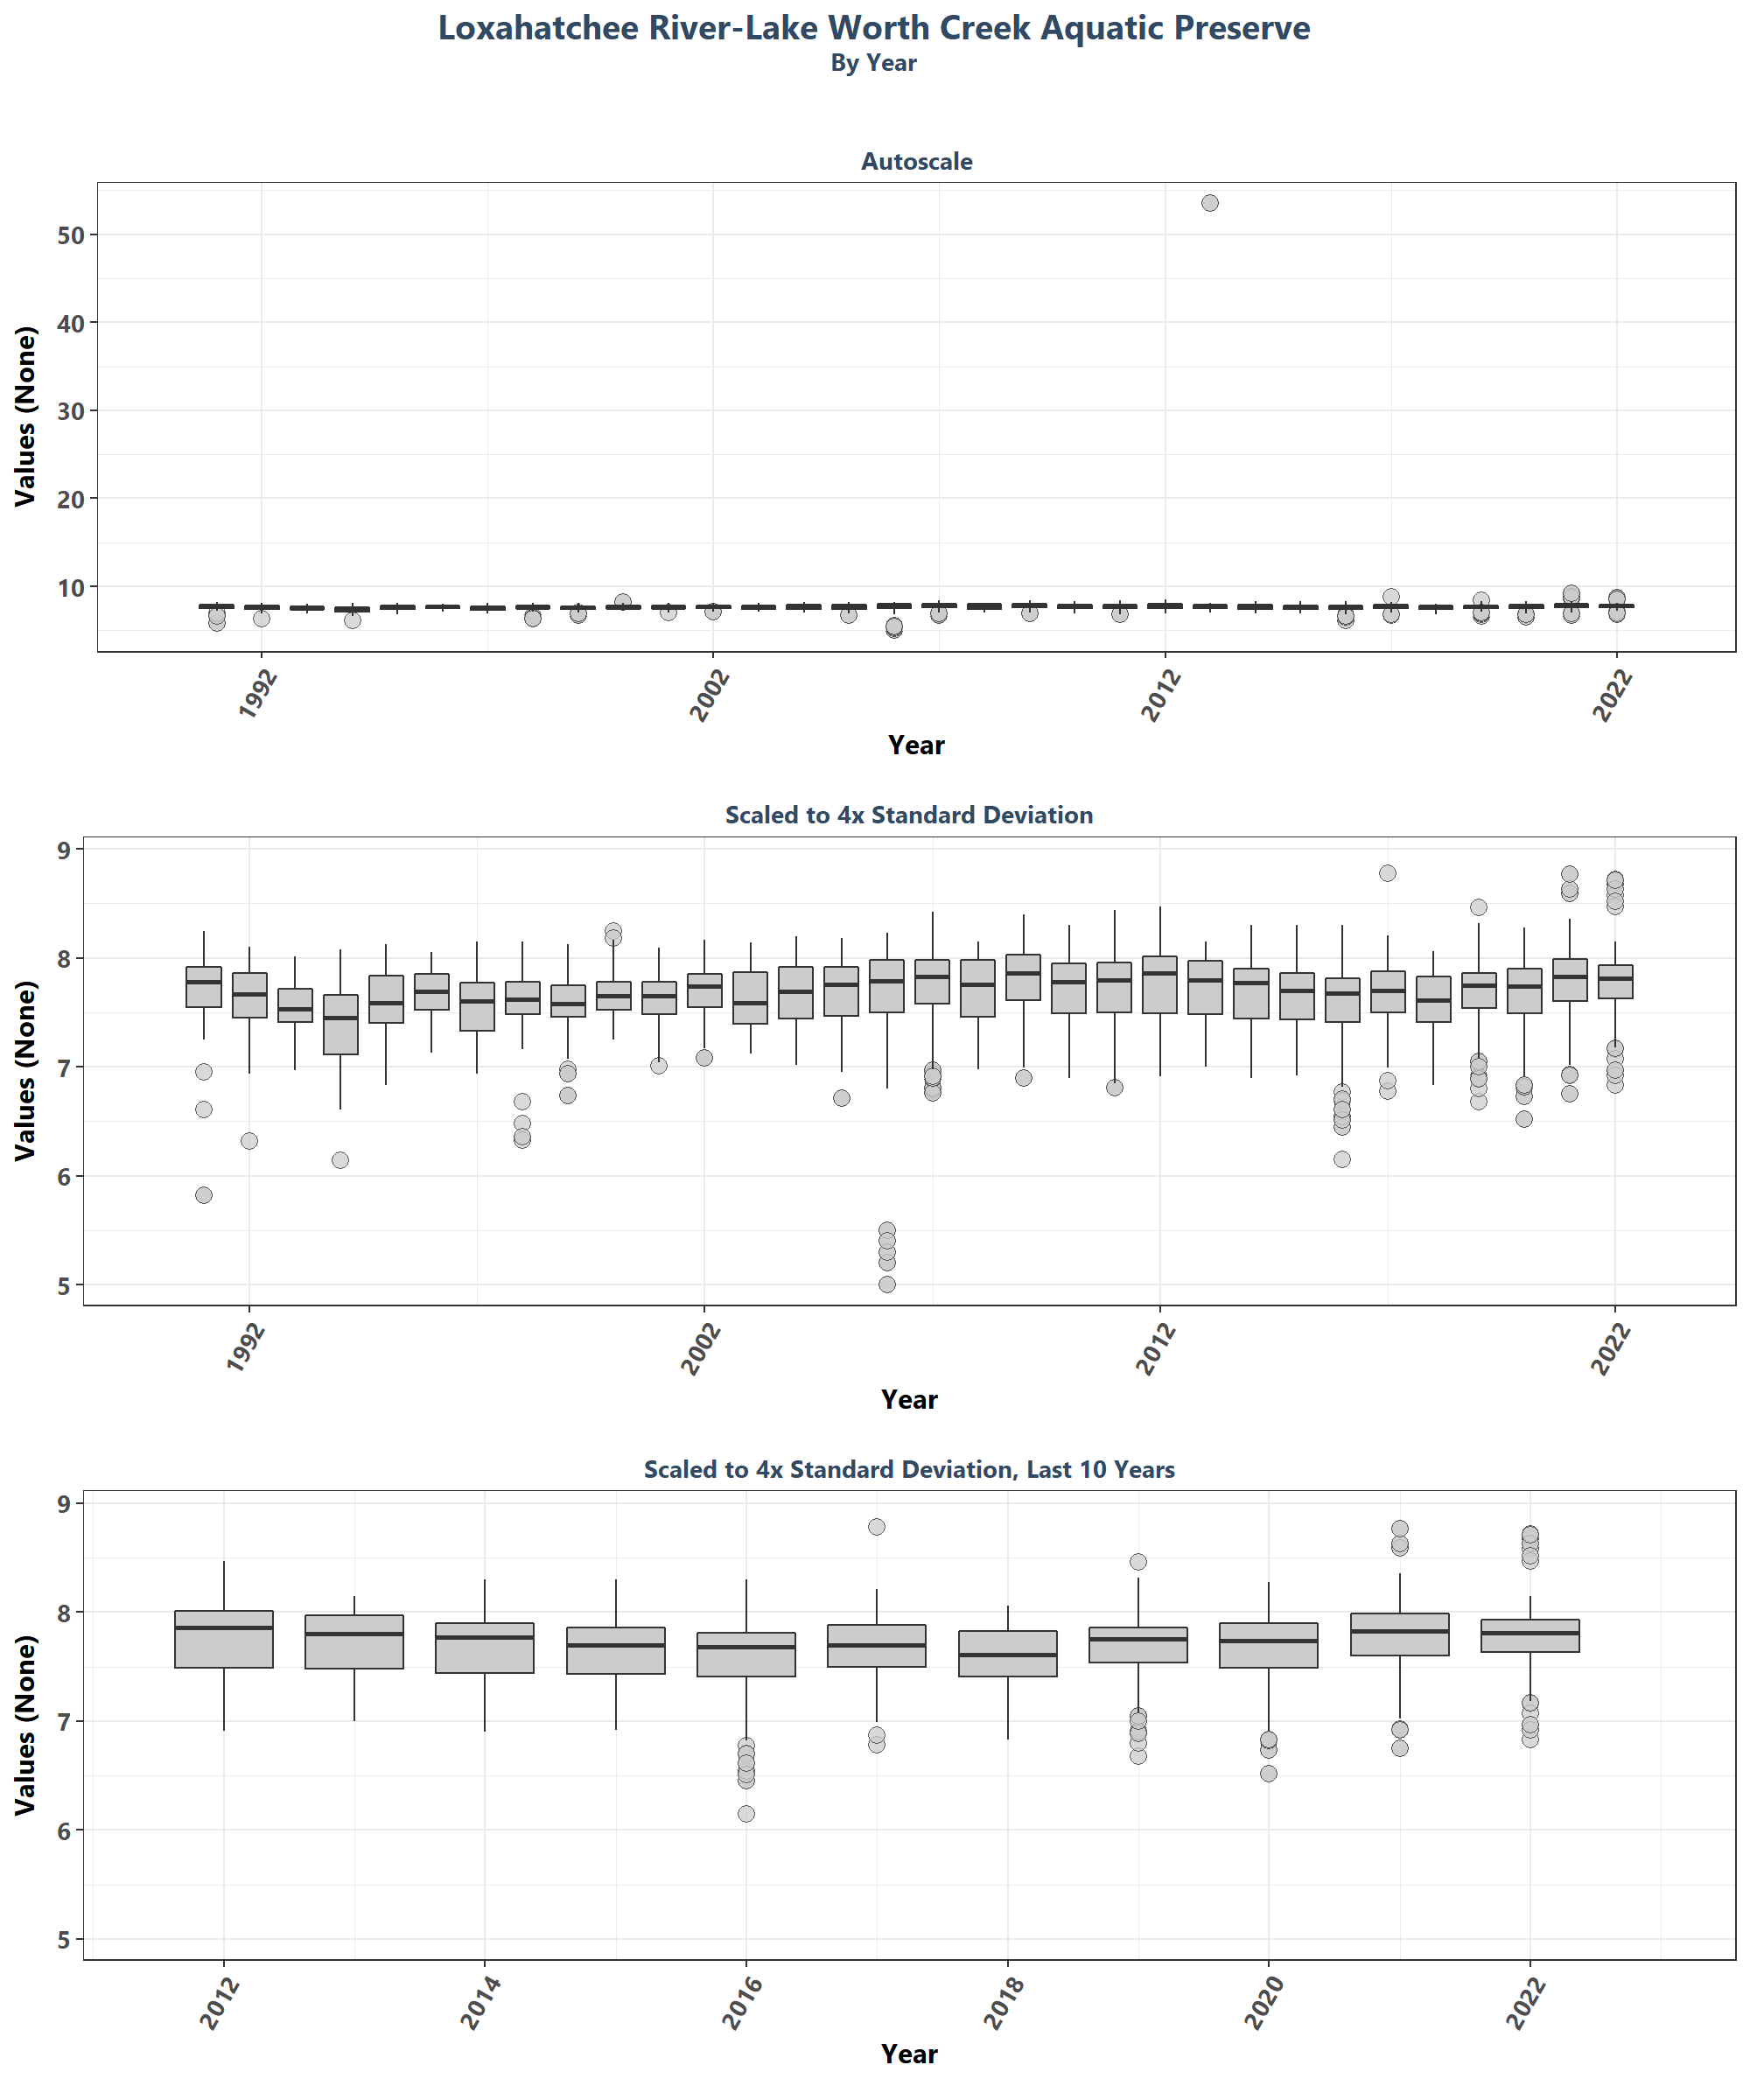 Loxahatchee River-Lake Worth Creek Aquatic Preserve
By Year
Autoscale
Values (None)
50
40
30
20
10
1992
2002
2012
2022
Year
Scaled to 4x Standard Deviation
Values (None)
9
8
7
6
5
1992
2002
2012
2022
Year
Scaled to 4x Standard Deviation, Last 10 Years
Values (None)
9
8
7
6
5
2012
2014
2016
2018
2020
2022
Year